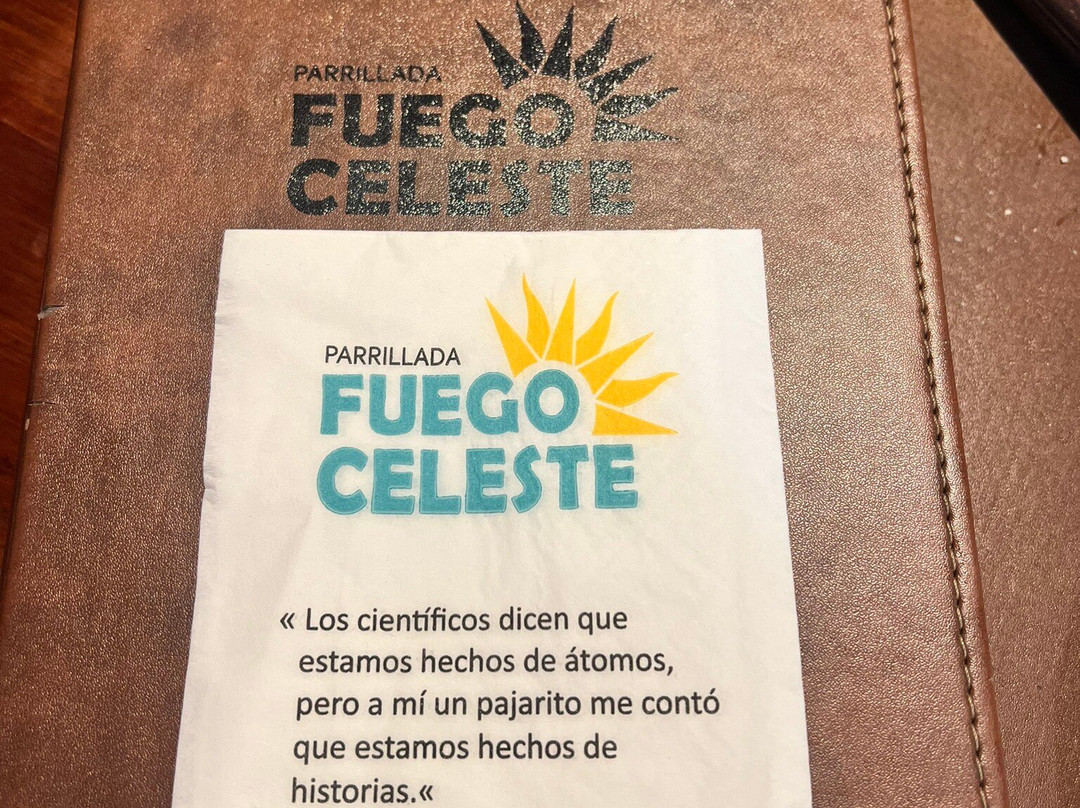 PARRILLADA
FUEGO
CELESTE
PARRILLADA
FUEGO
CELESTE
« Los científicos dicen que
estamos hechos de átomos,
pero a mí un pajarito me contó
que estamos hechos de
historias.«